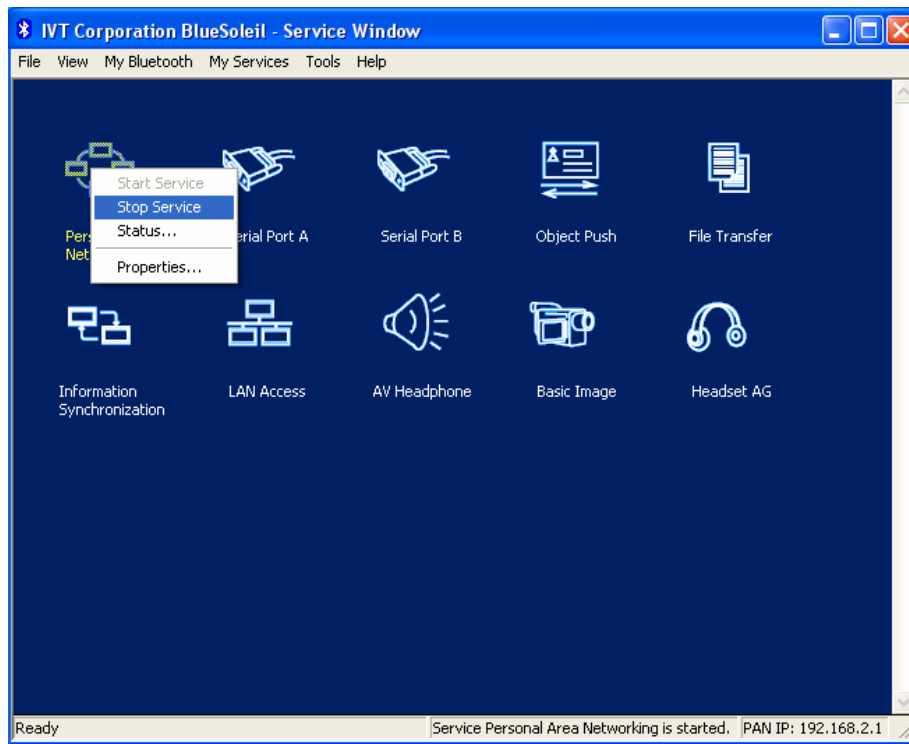 IVT Corporation BlueSoleil - Service Window
File View My Bluetooth My Services Tools Help
Start Service
Stop Service
Status...
Properties...
Serial Port B
Object Push
File Transfer
Information
Synchronization
LAN Access
AV Headphone
Basic Image
Headset AG
Ready
Service Personal Area Networking is started.
PAN IP: 192.168.2.1